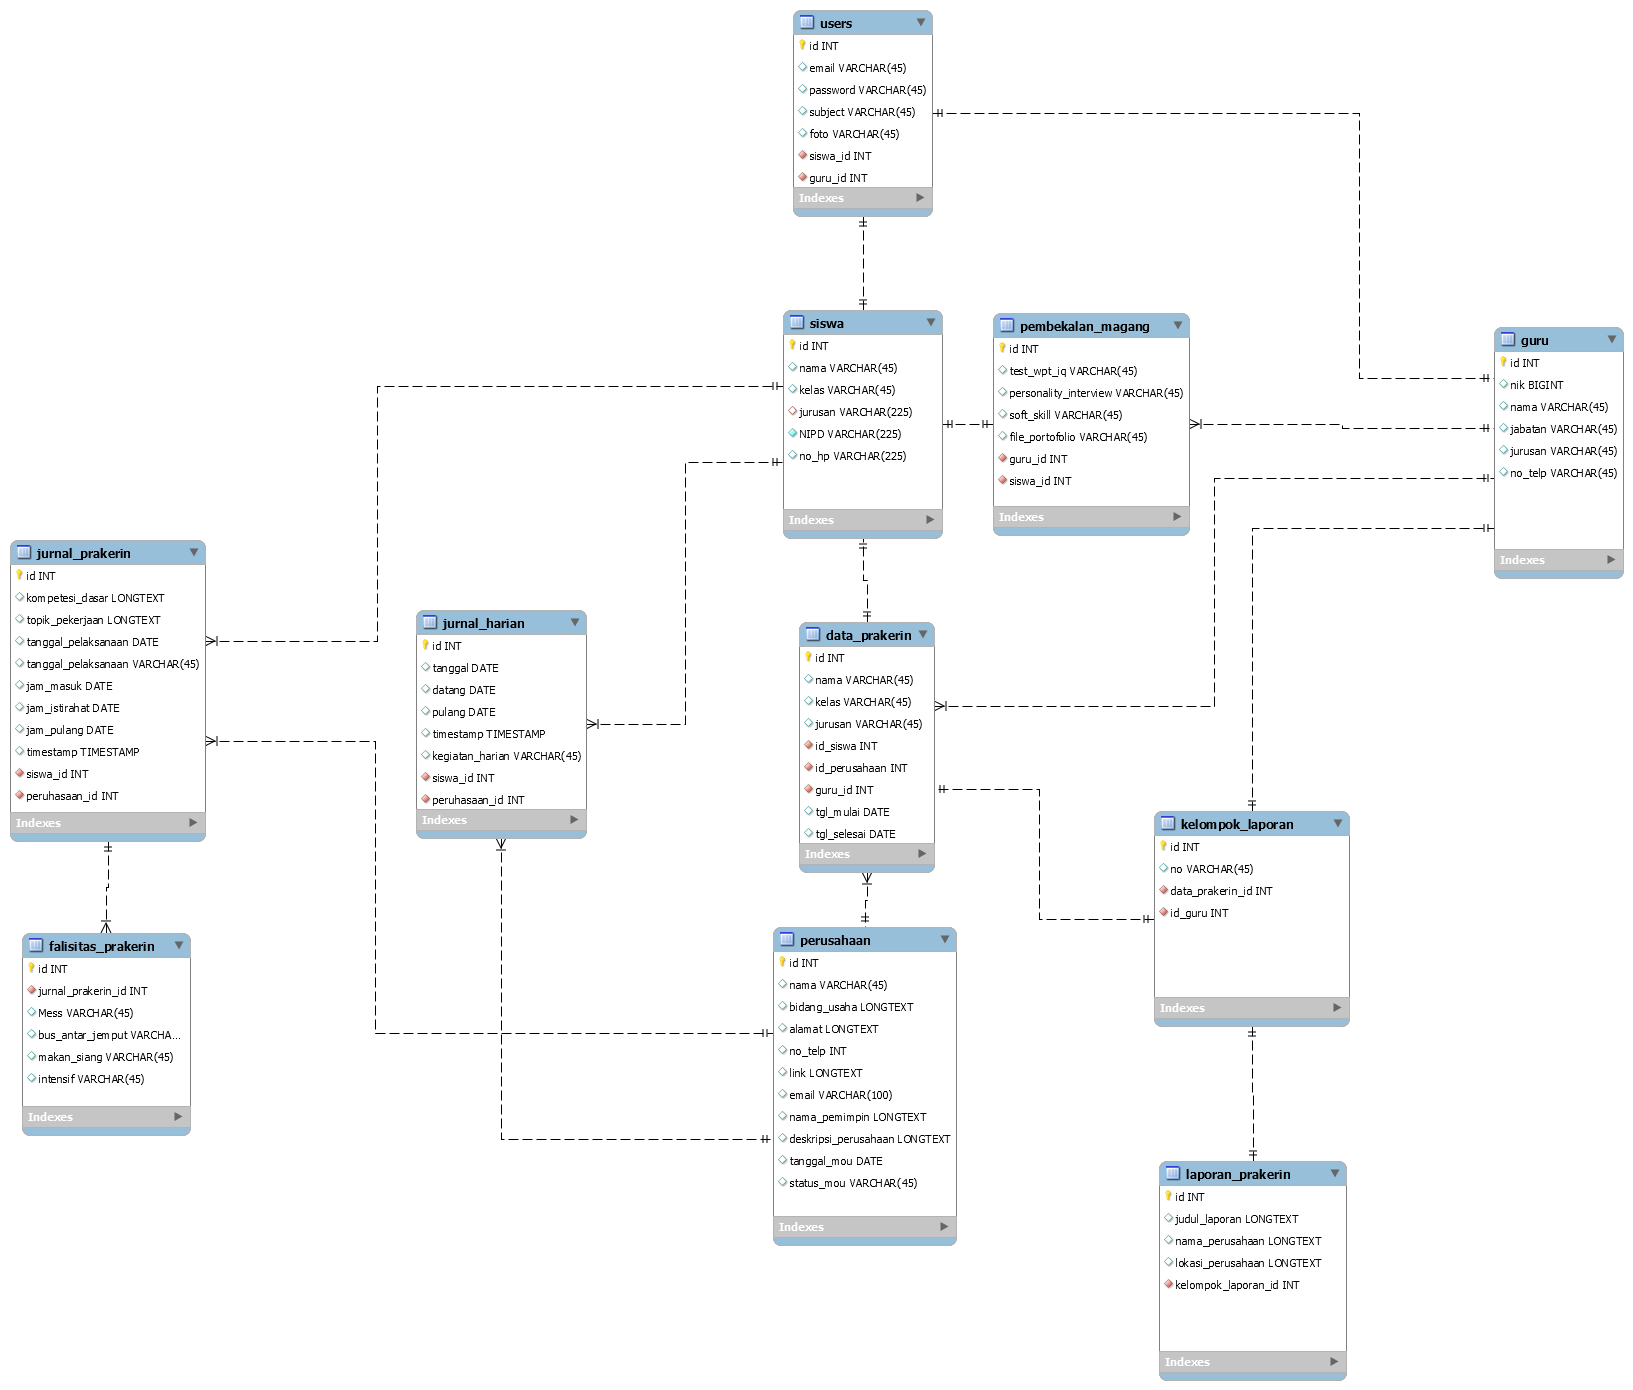 users
id INT
email VARCHAR(45)
password VARCHAR(45)
subject VARCHAR(45)
foto VARCHAR(45)
siswa_id INT
guru_id INT
Indexes
siswa
id INT
nama VARCHAR(45)
kelas VARCHAR(45)
jurusan VARCHAR(225)
NIPD VARCHAR(225)
no_hp VARCHAR(225)
Indexes
pembekalan_magang
id INT
test_wpt_iq VARCHAR(45)
personality_interview VARCHAR(45)
soft_skill VARCHAR(45)
file_portofolio VARCHAR(45)
guru_id INT
siswa_id INT
Indexes
guru
id INT
nik BIGINT
nama VARCHAR(45)
jabatan VARCHAR(45)
jurusan VARCHAR(45)
no_telp VARCHAR(45)
Indexes
jurnal_prakerin
id INT
kompetesi_dasar LONGTEXT
topik_pekerjaan LONGTEXT
tanggal_pelaksanaan DATE
tanggal_pelaksanaan VARCHAR(45)
jam_masuk DATE
jam_istirahat DATE
jam_pulang DATE
timestamp TIMESTAMP
siswa_id INT
peruhasaan_id INT
Indexes
jurnal_harian
id INT
tanggal DATE
datang DATE
pulang DATE
timestamp TIMESTAMP
kegiatan_harian VARCHAR(45)
siswa_id INT
peruhasaan_id INT
Indexes
data_prakerin
id INT
nama VARCHAR(45)
kelas VARCHAR(45)
jurusan VARCHAR(45)
id_siswa INT
id_perusahaan INT
guru_id INT
tgl_mulai DATE
tgl_selesai DATE
Indexes
kelompok_laporan
id INT
no VARCHAR(45)
data_prakerin_id INT
id_guru INT
Indexes
falisitas_prakerin
id INT
jurnal_prakerin_id INT
Mess VARCHAR(45)
bus_antar_jemput VARCHA...
makan_siang VARCHAR(45)
intensif VARCHAR(45)
Indexes
perusahaan
id INT
nama VARCHAR(45)
bidang_usaha LONGTEXT
alamat LONGTEXT
no_telp INT
link LONGTEXT
email VARCHAR(100)
nama_pemimpin LONGTEXT
deskripsi_perusahaan LONGTEXT
tanggal_mou DATE
status_mou VARCHAR(45)
Indexes
laporan_prakerin
id INT
judul_laporan LONGTEXT
nama_perusahaan LONGTEXT
lokasi_perusahaan LONGTEXT
kelompok_laporan_id INT
Indexes